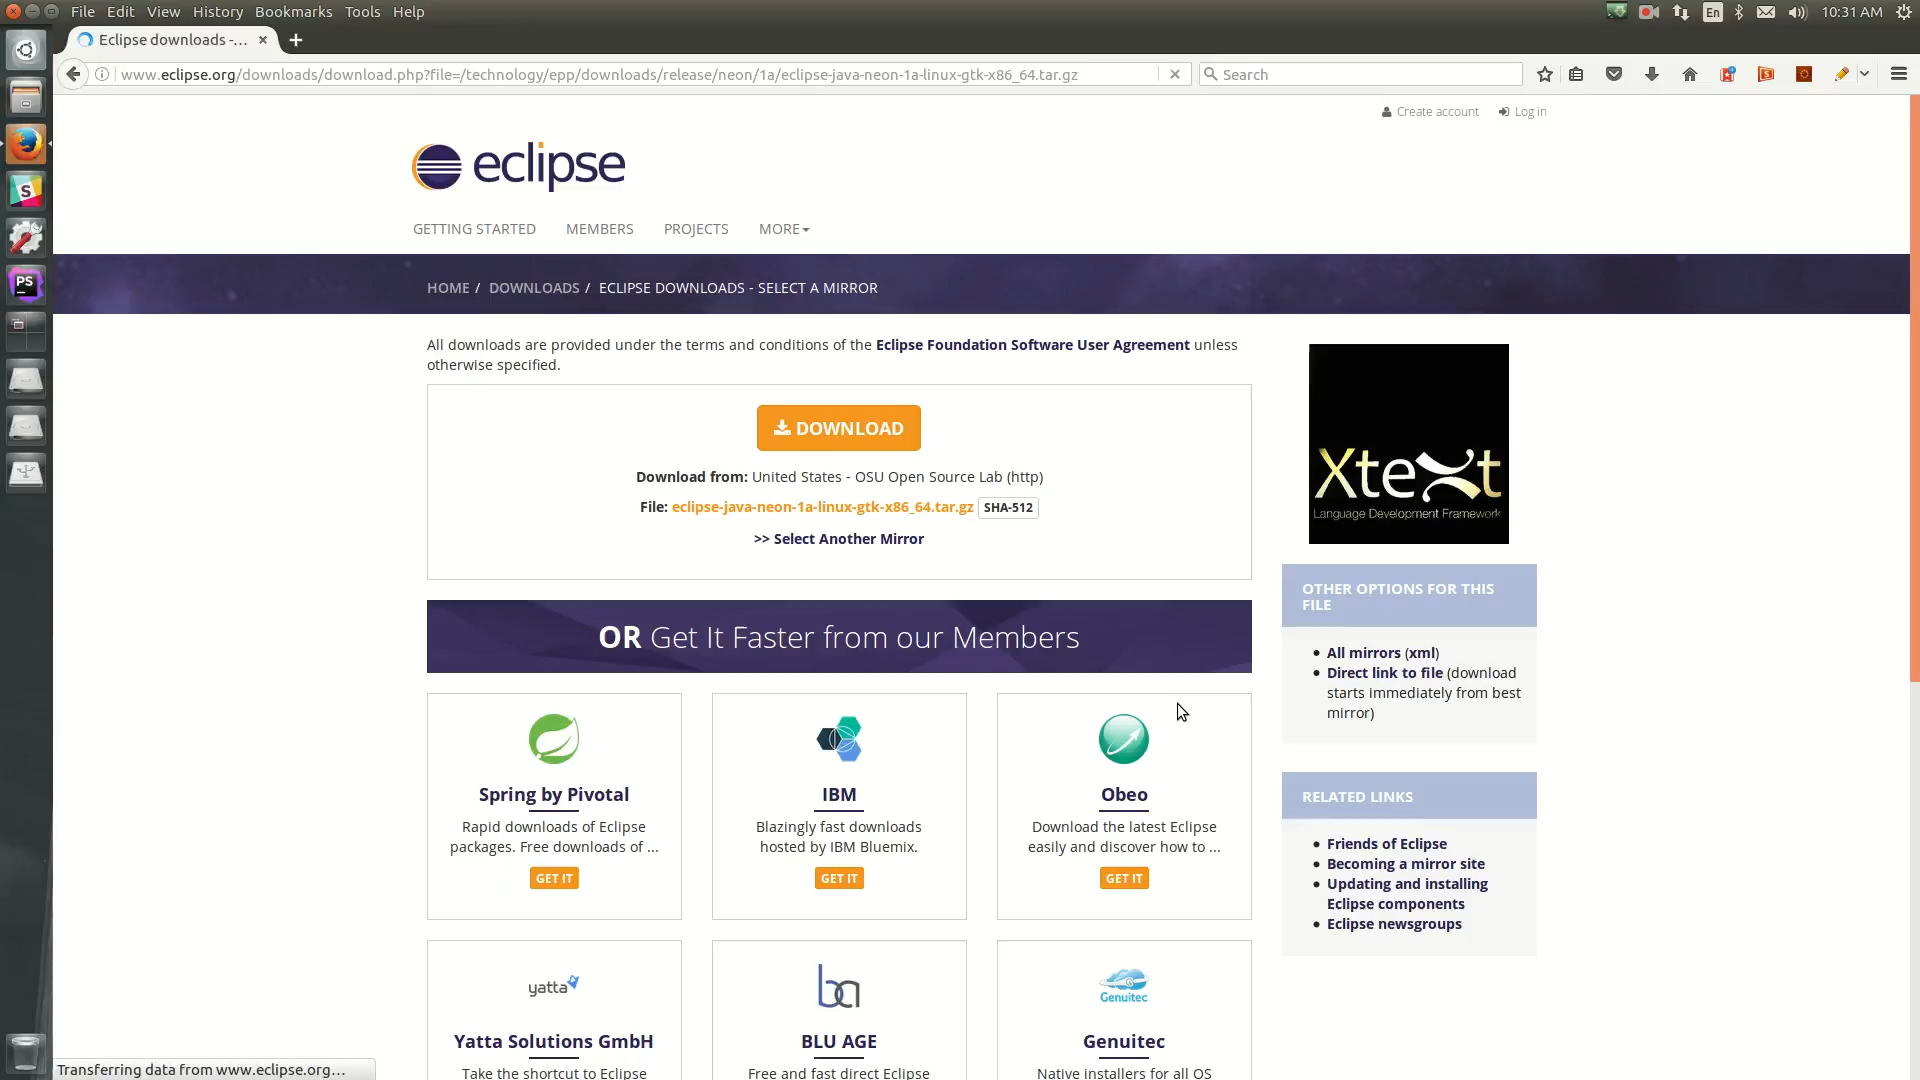 File Edit View History Bookmarks Tools Help
En
10:31 AM
Eclipse downloads -...
www.eclipse.org/downloads/download.php?file=/technology/epp/downloads/release/neon/1a/eclipse-java-neon-1a-linux-gtk-x86_64.tar.gz
Search
Create account
Log in
eclipse
GETTING STARTED
MEMBERS
PROJECTS
MORE
HOME / DOWNLOADS / ECLIPSE DOWNLOADS - SELECT A MIRROR
All downloads are provided under the terms and conditions of the Eclipse Foundation Software User Agreement unless
otherwise specified.
DOWNLOAD
Download from: United States - OSU Open Source Lab (http)
File: eclipse-java-neon-1a-linux-gtk-x86_64.tar.gz SHA-512
>> Select Another Mirror
OR Get It Faster from our Members
Spring by Pivotal
Rapid downloads of Eclipse
packages. Free downloads of ...
GET IT
IBM
Blazingly fast downloads
hosted by IBM Bluemix.
GET IT
Obeo
Download the latest Eclipse
easily and discover how to ...
GET IT
yatta
Yatta Solutions GmbH
Take the shortcut to Eclipse
ba
BLU AGE
Free and fast direct Eclipse
Genuitec
Genuitec
Native installers for all OS
Xtext
Language Development Framework
OTHER OPTIONS FOR THIS
FILE
All mirrors (xml)
Direct link to file (download
starts immediately from best
mirror)
RELATED LINKS
Friends of Eclipse
Becoming a mirror site
Updating and installing
Eclipse components
Eclipse newsgroups
S
PS
Transferring data from www.eclipse.org...